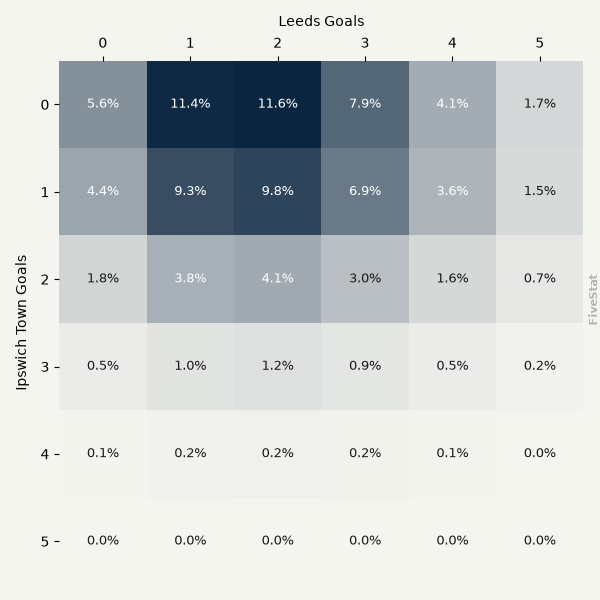 Leeds Goals
0 1 2 3 4 5
0 5.6% 11.4% 11.6% 7.9% 4.1% 1.7%
1 4.4% 9.3% 9.8% 6.9% 3.6% 1.5%
2 1.8% 3.8% 4.1% 3.0% 1.6% 0.7%
3 0.5% 1.0% 1.2% 0.9% 0.5% 0.2%
4 0.1% 0.2% 0.2% 0.2% 0.1% 0.0%
5 0.0% 0.0% 0.0% 0.0% 0.0% 0.0%
Ipswich Town Goals
FiveStat